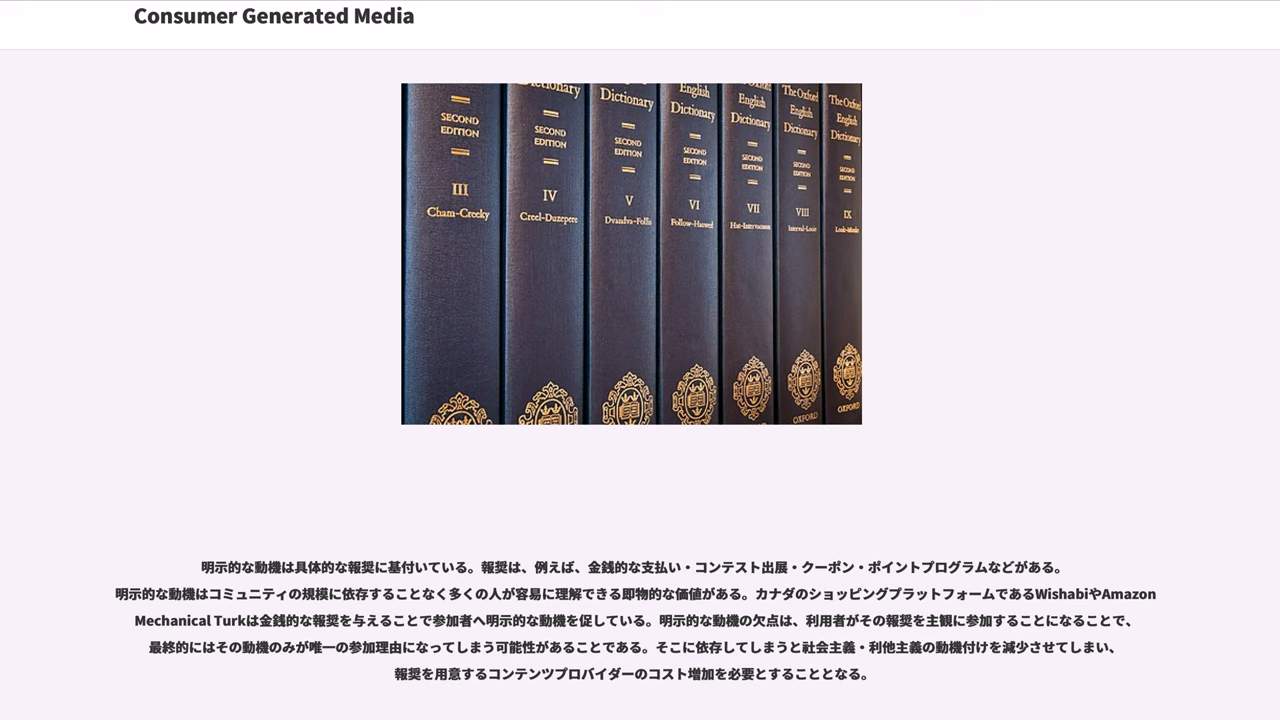 Consumer Generated Media
Dictionary
Dictionary
English
Dictionary
English
Dictionary
The Oxford
English
Dictionary
The Oxford
English
Dictionary
SECOND
EDITION
SECOND
EDITION
SECOND
EDITION
SECOND
EDITION
SECOND
EDITION
SECOND
EDITION
SECOND
EDITION
III
Cham-Creeky
IV
Creel-Duzepere
V
Dvandva-Follis
VI
Follow-Haswed
VII
Hat-Intervacuum
VIII
Interval-Looie
IX
Look-Mouke
OXFORD
OXFORD
明示的な動機は具体的な報奨に基付いている。報奨は、例えば、金銭的な支払い・コンテスト出展・クーポン・ポイントプログラムなどがある。
明示的な動機はコミュニティの規模に依存することなく多くの人が容易に理解できる即物的な価値がある。カナダのショッピングプラットフォームであるWishabiやAmazon
Mechanical Turkは金銭的な報奨を与えることで参加者へ明示的な動機を促している。明示的な動機の欠点は、利用者がその報奨を主観に参加することになることで、
最終的にはその動機のみが唯一の参加理由になってしまう可能性があることである。そこに依存してしまうと社会主義・利他主義の動機付けを減少させてしまい、
報奨を用意するコンテンツプロバイダーのコスト増加を必要とすることとなる。